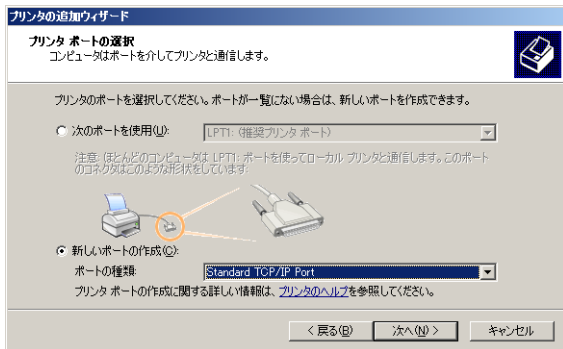 プリンタの追加ウィザード
プリンタ ポートの選択
コンピュータはポートを介してプリンタと通信します。
プリンタのポートを選択してください。ポートが一覧にない場合は、新しいポートを作成できます。
次のポートを使用(U): LPT1: (推奨プリンタ ポート)
注意: ほとんどのコンピュータは LPT1: ポートを使ってローカル プリンタと通信します。このポート
のコネクタはこのような形状をしています:
新しいポートの作成(C):
ポートの種類: Standard TCP/IP Port
プリンタ ポートの作成に関する詳しい情報は、プリンタのヘルプを参照してください。
< 戻る(B) 次へ(N) > キャンセル